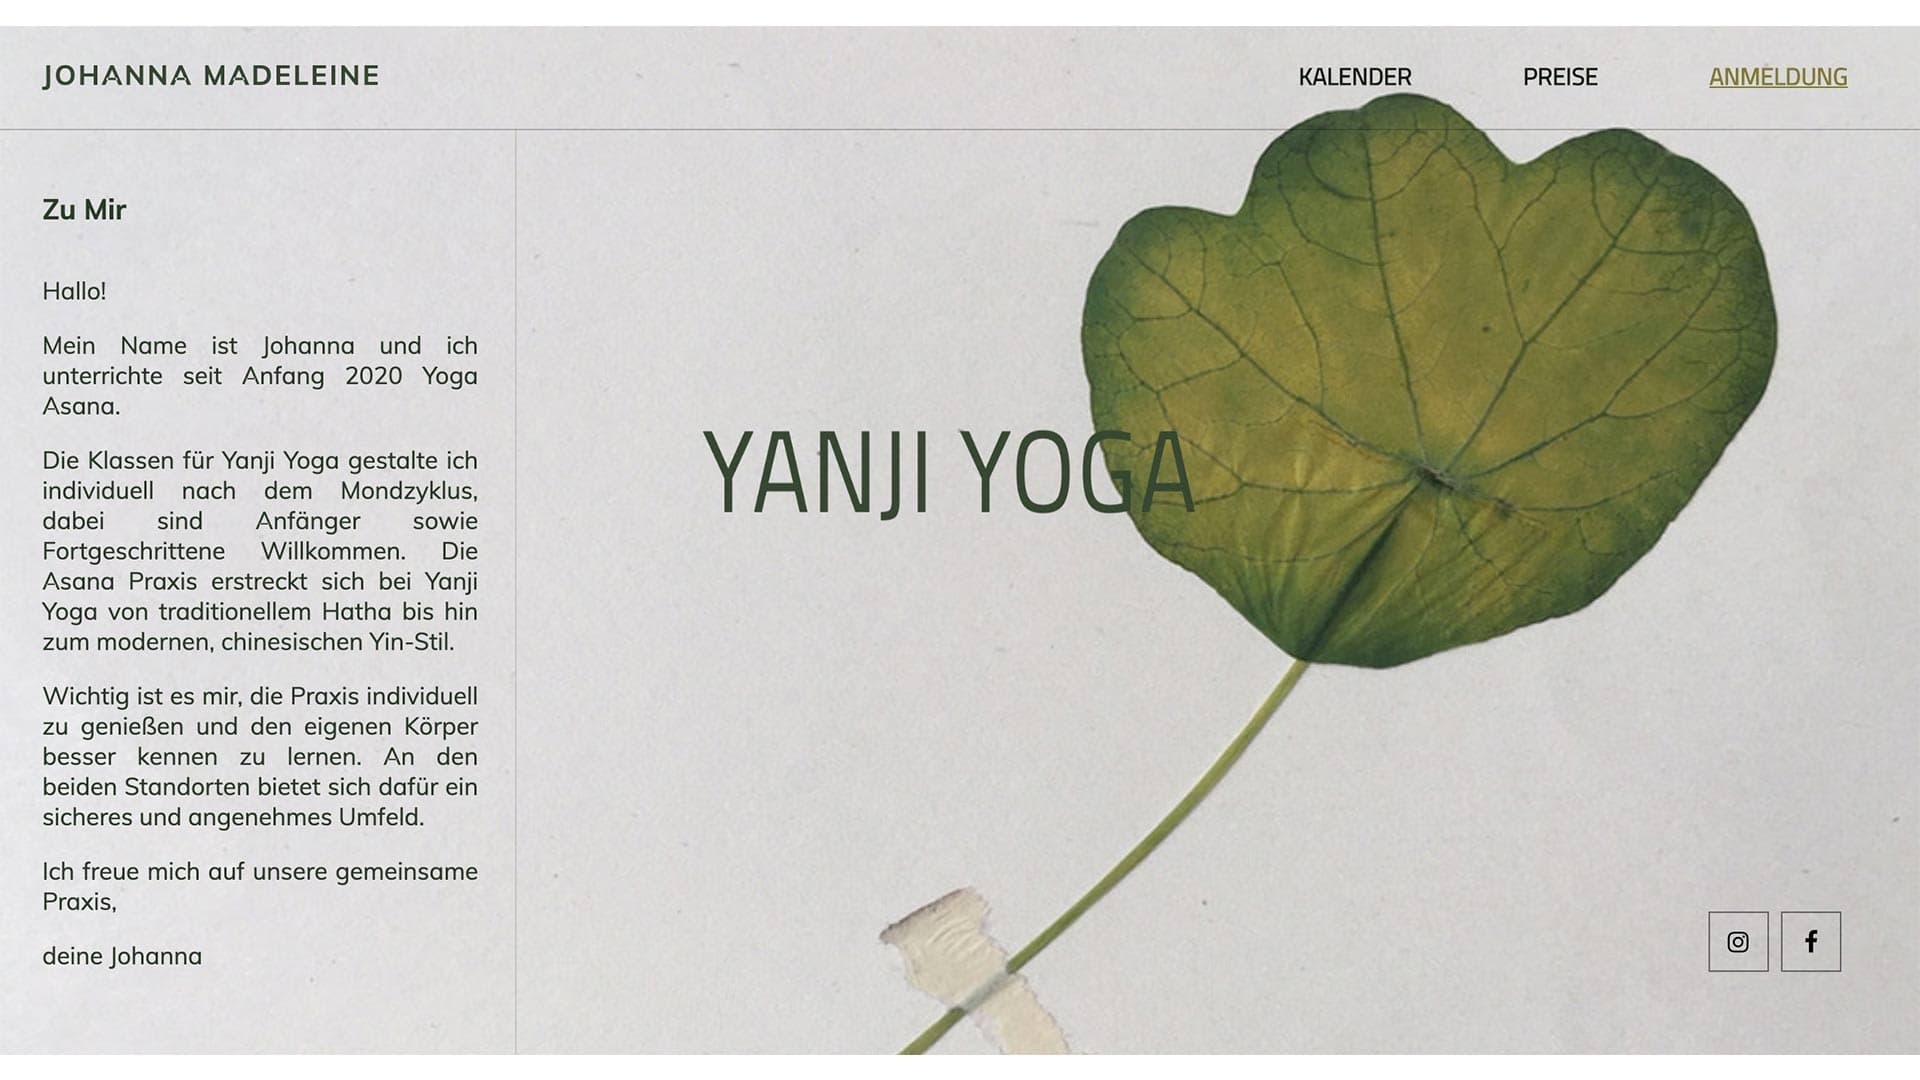 JOHANNA MADELEINE
KALENDER
PREISE
ANMELDUNG
Zu Mir
Hallo!
Mein Name ist Johanna und ich
unterrichte seit Anfang 2020 Yoga
Asana.
Die Klassen für Yanji Yoga gestalte ich
individuell nach dem Mondzyklus,
dabei sind Anfänger sowie
Fortgeschrittene Willkommen. Die
Asana Praxis erstreckt sich bei Yanji
Yoga von traditionellem Hatha bis hin
zum modernen, chinesischen Yin-Stil.
Wichtig ist es mir, die Praxis individuell
zu genießen und den eigenen Körper
besser kennen zu lernen. An den
beiden Standorten bietet sich dafür ein
sicheres und angenehmes Umfeld.
Ich freue mich auf unsere gemeinsame
Praxis,
deine Johanna
YANJI YOGA